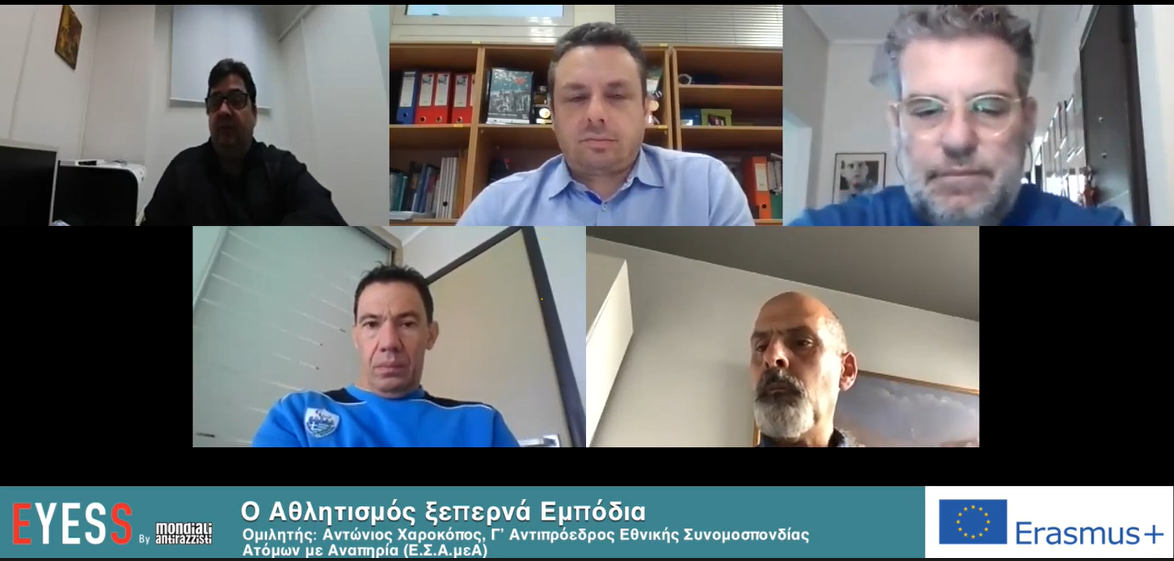 EYESS
By mondiali
antirazzisti
Ο Αθλητισμός ξεπερνά Εμπόδια
Ομιλητής: Αντώνιος Χαροκόπος, Γ' Αντιπρόεδρος Εθνικής Συνομοσπονδίας
Ατόμων με Αναπηρία (Ε.Σ.Α.μεΑ)
Erasmus+